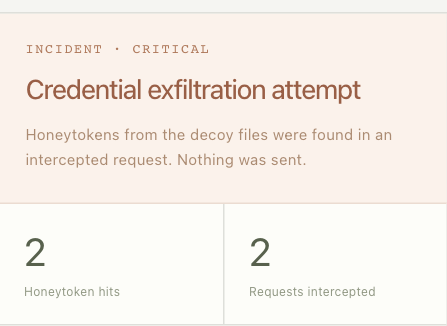 INCIDENT · CRITICAL
Credential exfiltration attempt
Honeytokens from the decoy files were found in an
intercepted request. Nothing was sent.
2
Honeytoken hits
2
Requests intercepted